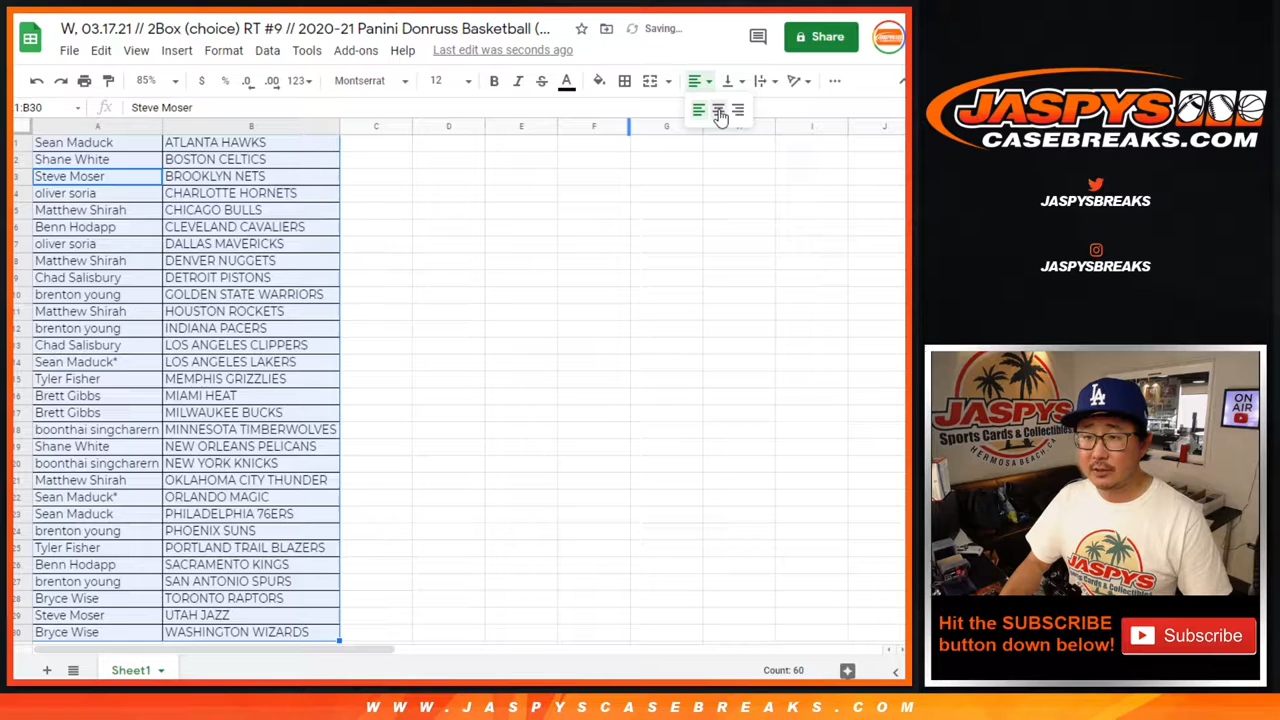 W, 03.17.21 // 2Box (choice) RT #9 // 2020-21 Panini Donruss Basketball (...
Saving...
File Edit View Insert Format Data Tools Add-ons Help Last edit was seconds ago
Share
85% $ % .0 .00 123 Montserrat 12 B I S A
1:B30 fx Steve Moser
A B C D E F G H I J
1 Sean Maduck ATLANTA HAWKS
2 Shane White BOSTON CELTICS
3 Steve Moser BROOKLYN NETS
4 oliver soria CHARLOTTE HORNETS
5 Matthew Shirah CHICAGO BULLS
6 Benn Hodapp CLEVELAND CAVALIERS
7 oliver soria DALLAS MAVERICKS
8 Matthew Shirah DENVER NUGGETS
9 Chad Salisbury DETROIT PISTONS
10 brenton young GOLDEN STATE WARRIORS
11 Matthew Shirah HOUSTON ROCKETS
12 brenton young INDIANA PACERS
13 Chad Salisbury LOS ANGELES CLIPPERS
14 Sean Maduck* LOS ANGELES LAKERS
15 Tyler Fisher MEMPHIS GRIZZLIES
16 Brett Gibbs MIAMI HEAT
17 Brett Gibbs MILWAUKEE BUCKS
18 boonthai singcharern MINNESOTA TIMBERWOLVES
19 Shane White NEW ORLEANS PELICANS
20 boonthai singcharern NEW YORK KNICKS
21 Matthew Shirah OKLAHOMA CITY THUNDER
22 Sean Maduck* ORLANDO MAGIC
23 Sean Maduck PHILADELPHIA 76ERS
24 brenton young PHOENIX SUNS
25 Tyler Fisher PORTLAND TRAIL BLAZERS
26 Benn Hodapp SACRAMENTO KINGS
27 brenton young SAN ANTONIO SPURS
28 Bryce Wise TORONTO RAPTORS
29 Steve Moser UTAH JAZZ
30 Bryce Wise WASHINGTON WIZARDS
Sheet1
Count: 60
JASPYS
CASEBREAKS.COM
JASPYSBREAKS
JASPYSBREAKS
JASPYS
Sports Cards & Collectibles
HERMOSA BEACH, CA
LA
ON
AIR
JASPYS
Hit the SUBSCRIBE
button down below!
Subscribe
WWW.JASPYSCASEBREAKS.COM